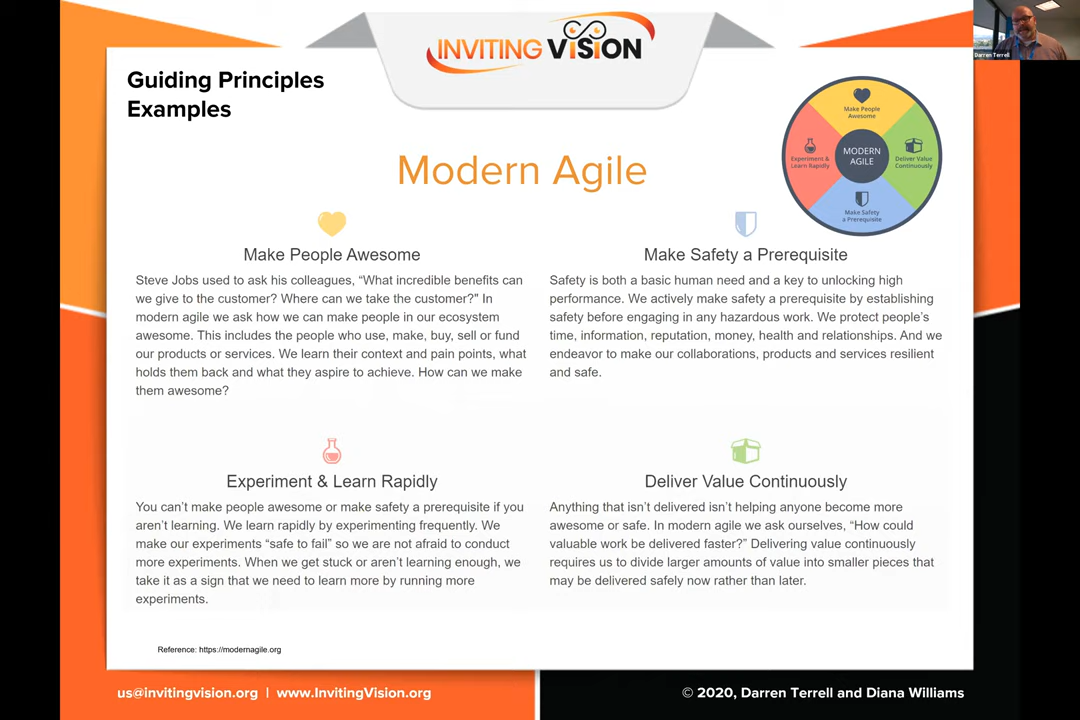 INVITING VISION
Darren Terrell
Guiding Principles
Examples
Make People
Awesome
Experiment &
Learn Rapidly
MODERN
AGILE
Deliver Value
Continuously
Make Safety
a Prerequisite
Modern Agile
Make People Awesome
Steve Jobs used to ask his colleagues, “What incredible benefits can
we give to the customer? Where can we take the customer?" In
modern agile we ask how we can make people in our ecosystem
awesome. This includes the people who use, make, buy, sell or fund
our products or services. We learn their context and pain points, what
holds them back and what they aspire to achieve. How can we make
them awesome?
Make Safety a Prerequisite
Safety is both a basic human need and a key to unlocking high
performance. We actively make safety a prerequisite by establishing
safety before engaging in any hazardous work. We protect people’s
time, information, reputation, money, health and relationships. And we
endeavor to make our collaborations, products and services resilient
and safe.
Experiment & Learn Rapidly
You can’t make people awesome or make safety a prerequisite if you
aren’t learning. We learn rapidly by experimenting frequently. We
make our experiments “safe to fail” so we are not afraid to conduct
more experiments. When we get stuck or aren’t learning enough, we
take it as a sign that we need to learn more by running more
experiments.
Deliver Value Continuously
Anything that isn’t delivered isn’t helping anyone become more
awesome or safe. In modern agile we ask ourselves, “How could
valuable work be delivered faster?” Delivering value continuously
requires us to divide larger amounts of value into smaller pieces that
may be delivered safely now rather than later.
Reference: https://modernagile.org
us@invitingvision.org | www.InvitingVision.org
© 2020, Darren Terrell and Diana Williams